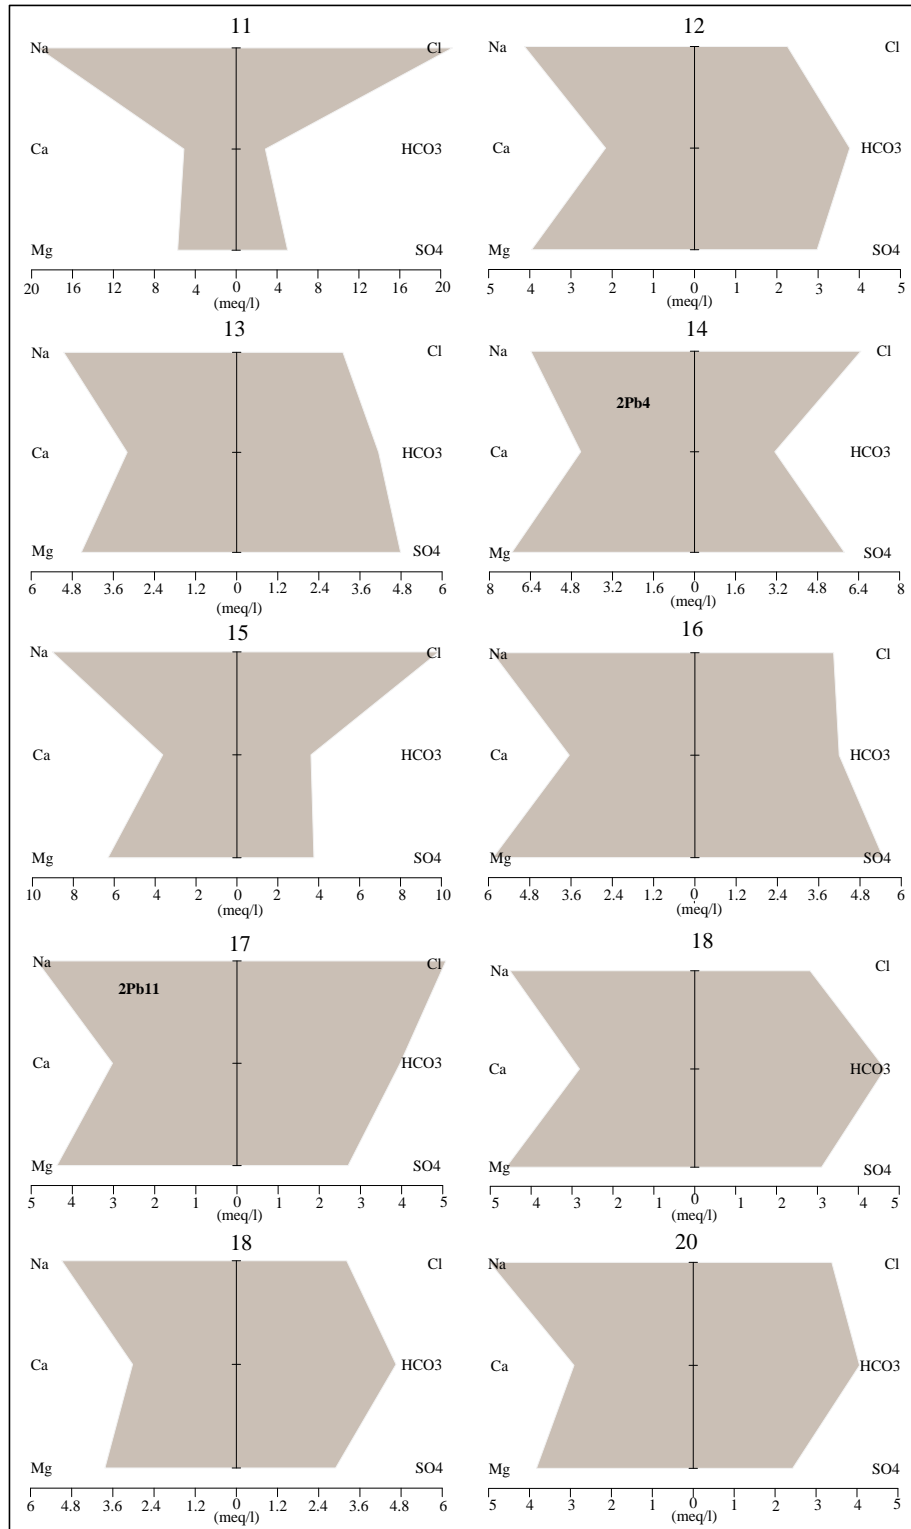 11
Na Cl
Ca HCO3
Mg SO4
20 16 12 8 4 0 4 8 12 16 20
(meq/l)
12
Na Cl
Ca HCO3
Mg SO4
5 4 3 2 1 0 1 2 3 4 5
(meq/l)
13
Na Cl
Ca HCO3
Mg SO4
6 4.8 3.6 2.4 1.2 0 1.2 2.4 3.6 4.8 6
(meq/l)
14
Na Cl
2Pb4
Ca HCO3
Mg SO4
8 6.4 4.8 3.2 1.6 0 1.6 3.2 4.8 6.4 8
(meq/l)
15
Na Cl
Ca HCO3
Mg SO4
10 8 6 4 2 0 2 4 6 8 10
(meq/l)
16
Na Cl
Ca HCO3
Mg SO4
6 4.8 3.6 2.4 1.2 0 1.2 2.4 3.6 4.8 6
(meq/l)
17
Na Cl
2Pb11
Ca HCO3
Mg SO4
5 4 3 2 1 0 1 2 3 4 5
(meq/l)
18
Na Cl
Ca HCO3
Mg SO4
5 4 3 2 1 0 1 2 3 4 5
(meq/l)
18
Na Cl
Ca HCO3
Mg SO4
6 4.8 3.6 2.4 1.2 0 1.2 2.4 3.6 4.8 6
(meq/l)
20
Na Cl
Ca HCO3
Mg SO4
5 4 3 2 1 0 1 2 3 4 5
(meq/l)